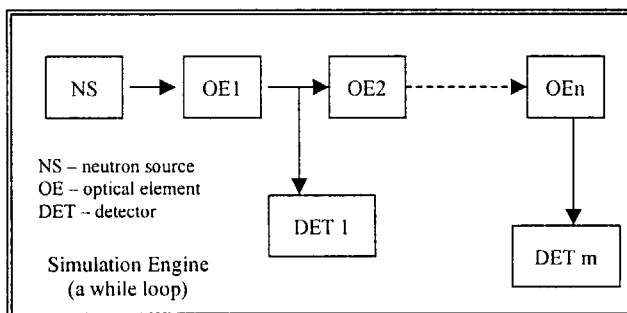 NS
OE1
OE2
OEn
NS – neutron source
OE – optical element
DET – detector
DET 1
DET m
Simulation Engine
(a while loop)